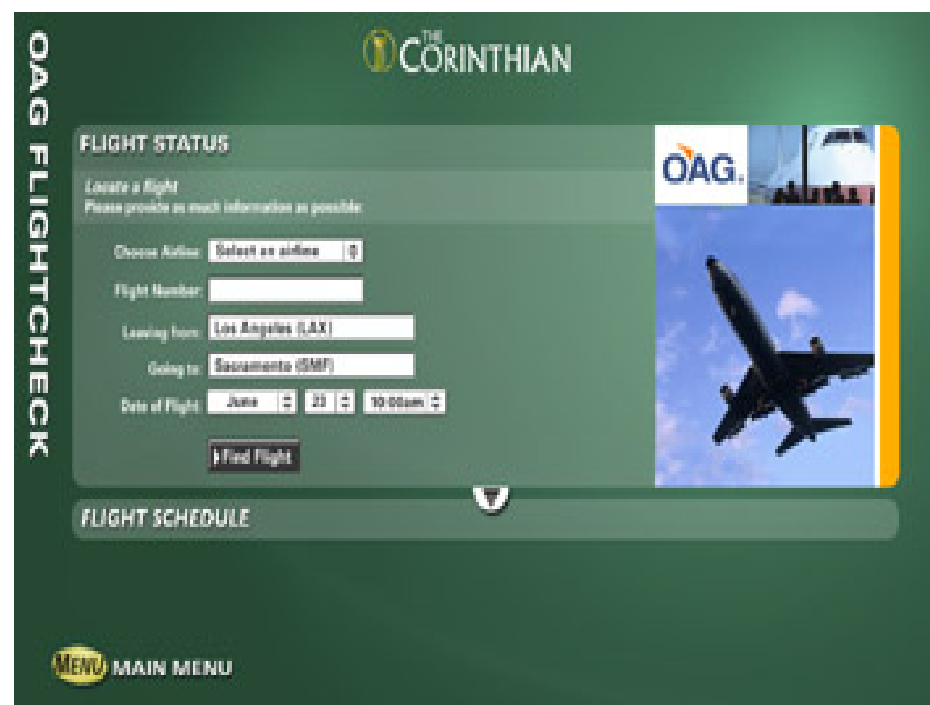 OAG FLIGHTCHECK
THE
CORINTHIAN
FLIGHT STATUS
OAG.
Locate a flight
Please provide as much information as possible
Choose Airline: Select an airline
Flight Number:
Leaving from: Los Angeles (LAX)
Going to: Sacramento (SMF)
Date of Flight: June 23 10:00am
Find Flight
FLIGHT SCHEDULE
MENU MAIN MENU